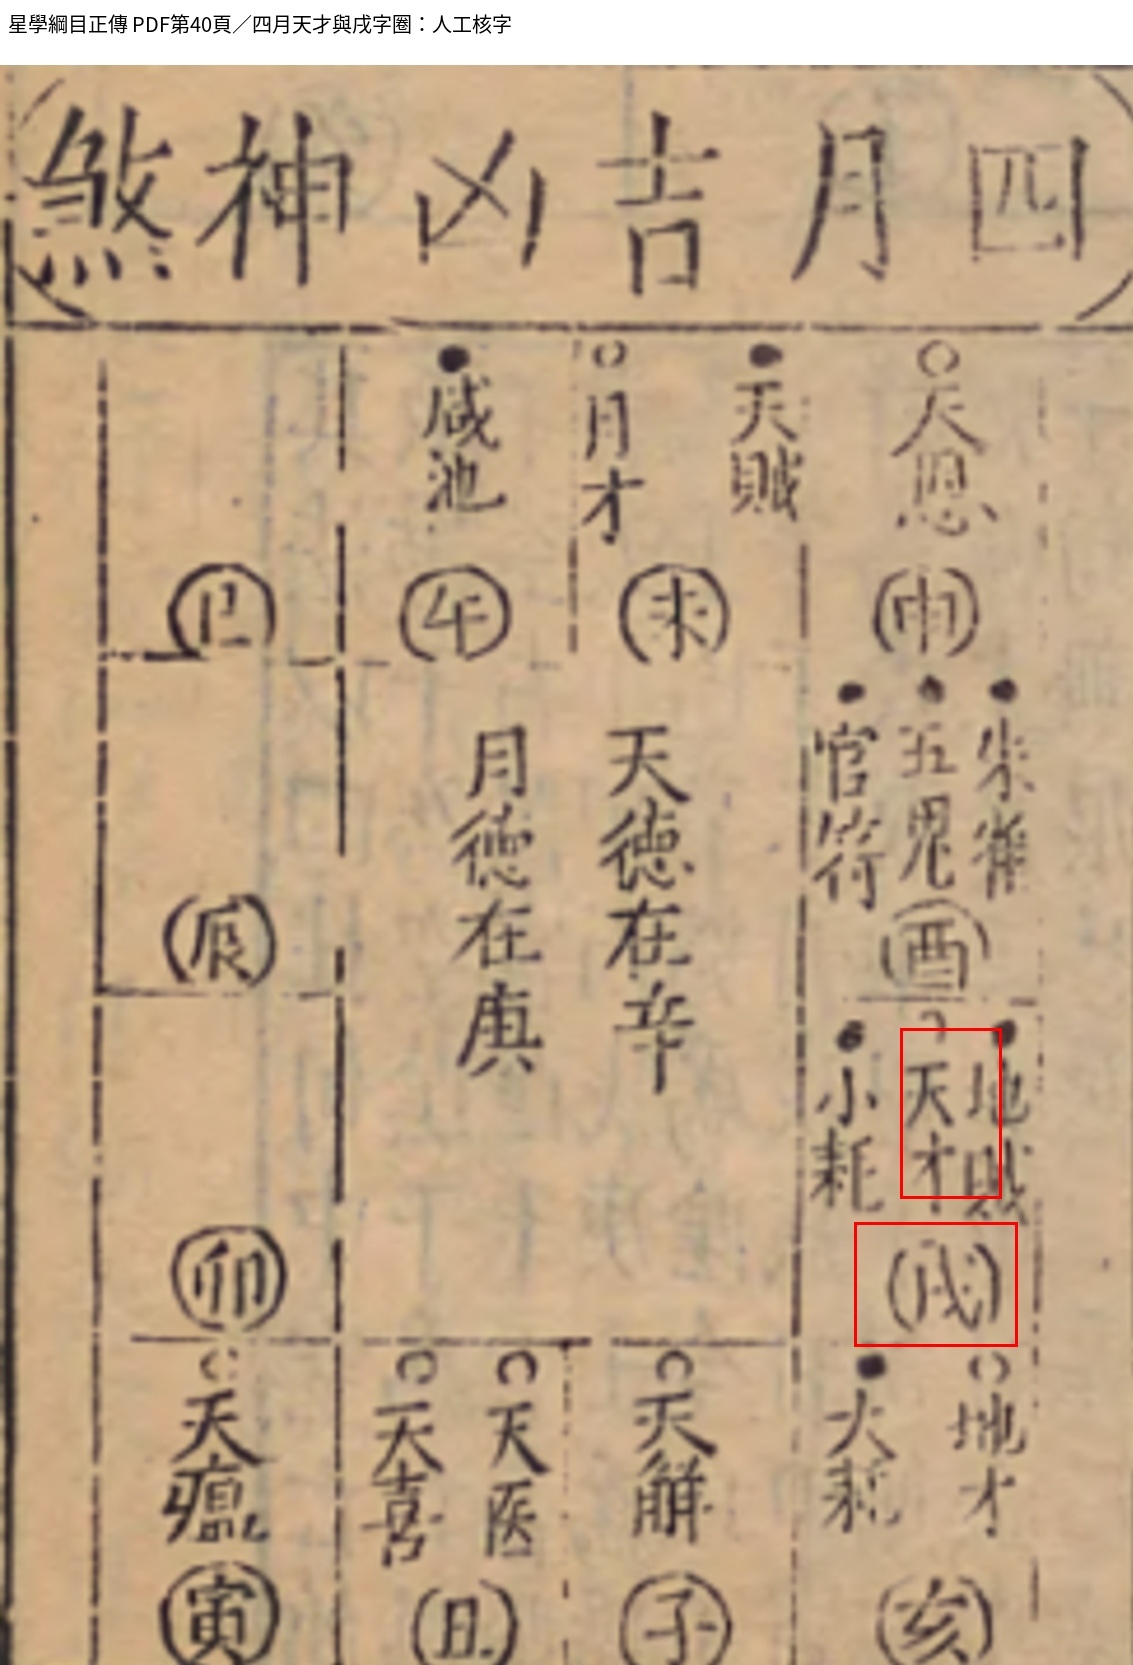 星學綱目正傳 PDF第40頁／四月天才與戌字圈：人工核字
四月吉凶神煞
天恩
申
天賊
月才
未
咸池
午
巳
朱雀
五鬼
官符
酉
天德在辛
月德在庚
辰
地賊
天才
小耗
戌
卯
地才
大耗
亥
天解
子
天医
天喜
丑
天瘟
寅